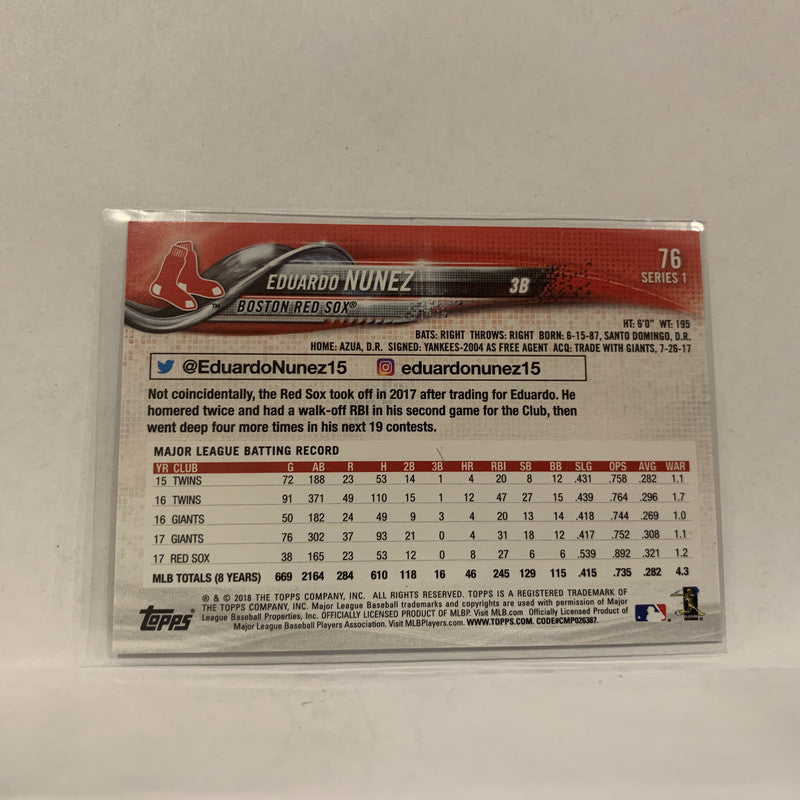 76
SERIES 1
EDUARDO NUNEZ
3B
BOSTON RED SOX®
HT: 6'0" WT: 195
BATS: RIGHT THROWS: RIGHT BORN: 6-15-87, SANTO DOMINGO, D.R.
HOME: AZUA, D.R. SIGNED: YANKEES-2004 AS FREE AGENT ACQ: TRADE WITH GIANTS, 7-26-17
@EduardoNunez15 eduardonunez15
Not coincidentally, the Red Sox took off in 2017 after trading for Eduardo. He
homered twice and had a walk-off RBI in his second game for the Club, then
went deep four more times in his next 19 contests.
MAJOR LEAGUE BATTING RECORD
YR CLUB G AB R H 2B 3B HR RBI SB BB SLG OPS AVG WAR
15 TWINS 72 188 23 53 14 1 4 20 8 12 .431 .758 .282 1.1
16 TWINS 91 371 49 110 15 1 12 47 27 15 .439 .764 .296 1.7
16 GIANTS 50 182 24 49 9 3 4 20 13 14 .418 .744 .269 1.0
17 GIANTS 76 302 37 93 21 0 4 31 18 12 .417 .752 .308 1.1
17 RED SOX 38 165 23 53 12 0 8 27 6 6 .539 .892 .321 1.2
MLB TOTALS (8 YEARS) 669 2164 284 610 118 16 46 245 129 115 .415 .735 .282 4.3
® & © 2018 THE TOPPS COMPANY, INC. ALL RIGHTS RESERVED. TOPPS IS A REGISTERED TRADEMARK OF
THE TOPPS COMPANY, INC. Major League Baseball trademarks and copyrights are used with permission of Major
League Baseball Properties, Inc. OFFICIALLY LICENSED PRODUCT OF MLBP. Visit MLB.com Officially Licensed Product of
Major League Baseball Players Association. Visit MLBPlayers.com. WWW.TOPPS.COM. CODE#CMP026387.
Topps®